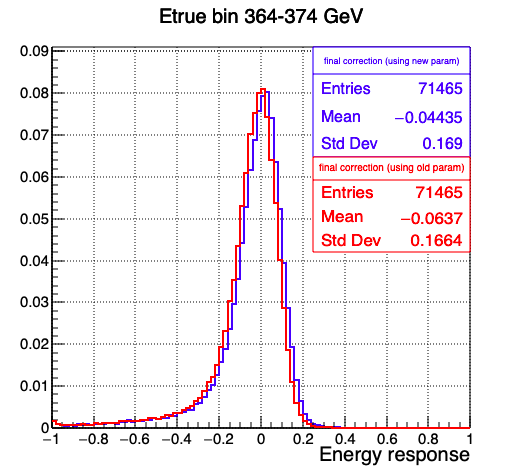 Etrue bin 364-374 GeV
final correction (using new param)
Entries 71465
Mean −0.04435
Std Dev 0.169
final correction (using old param)
Entries 71465
Mean −0.0637
Std Dev 0.1664
0.09
0.08
0.07
0.06
0.05
0.04
0.03
0.02
0.01
0
−1 −0.8 −0.6 −0.4 −0.2 0 0.2 0.4 0.6 0.8 1
Energy response